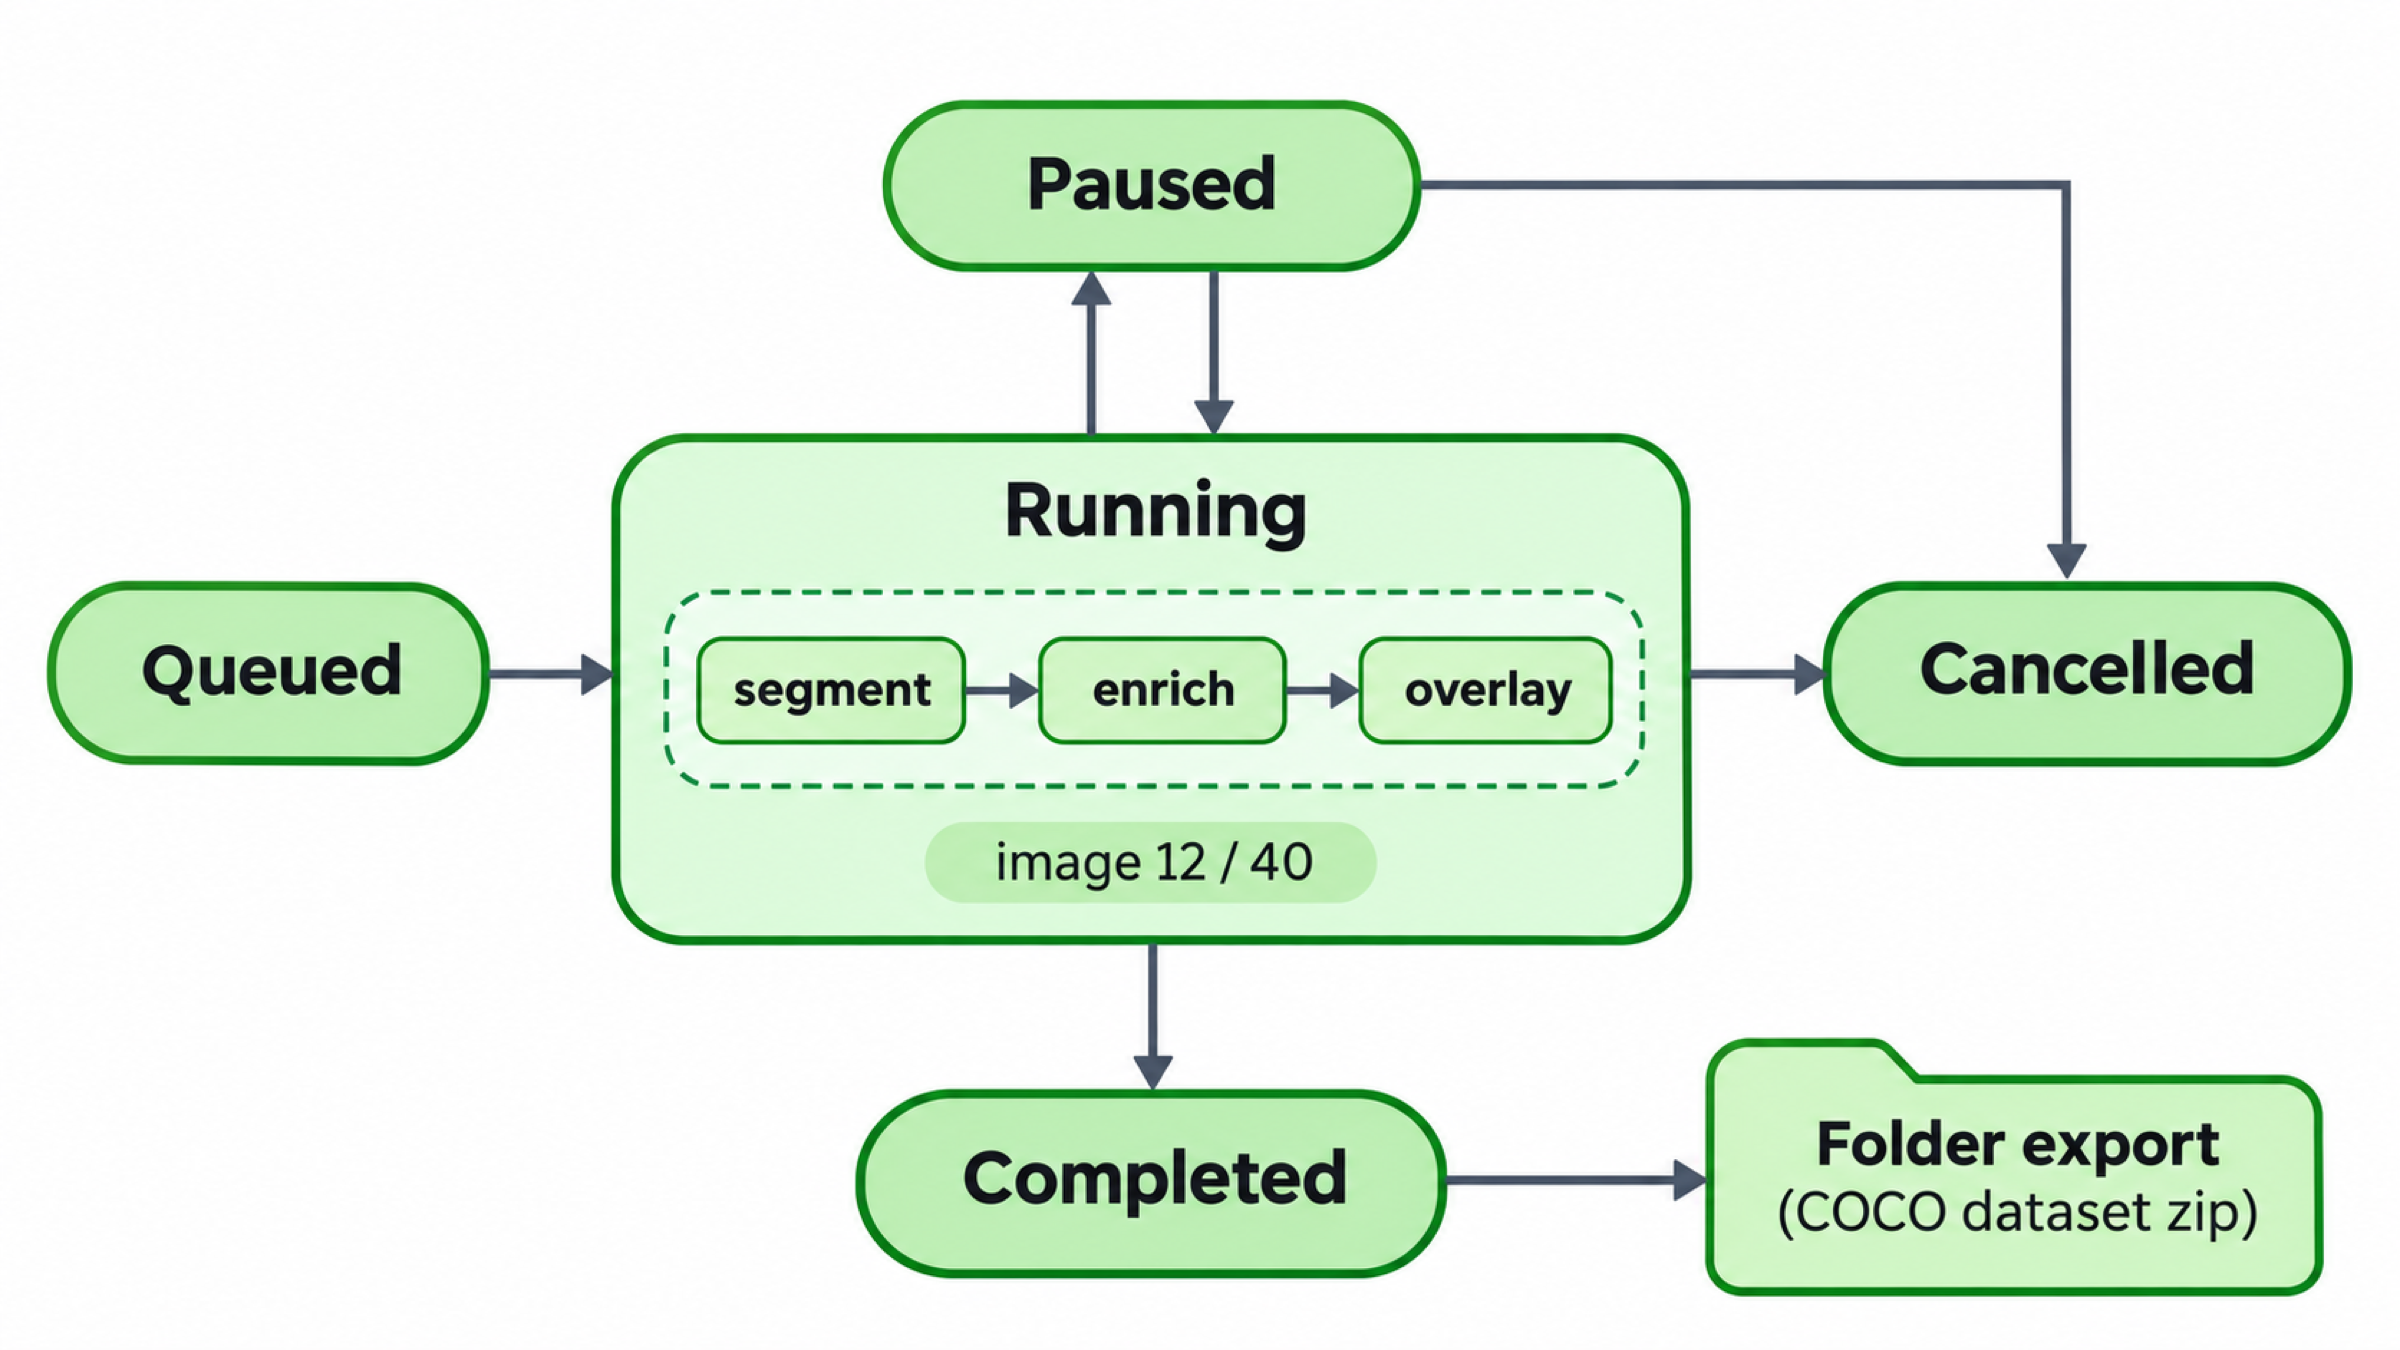 Paused
Running
Queued
segment
enrich
overlay
Cancelled
image 12 / 40
Completed
Folder export
(COCO dataset zip)